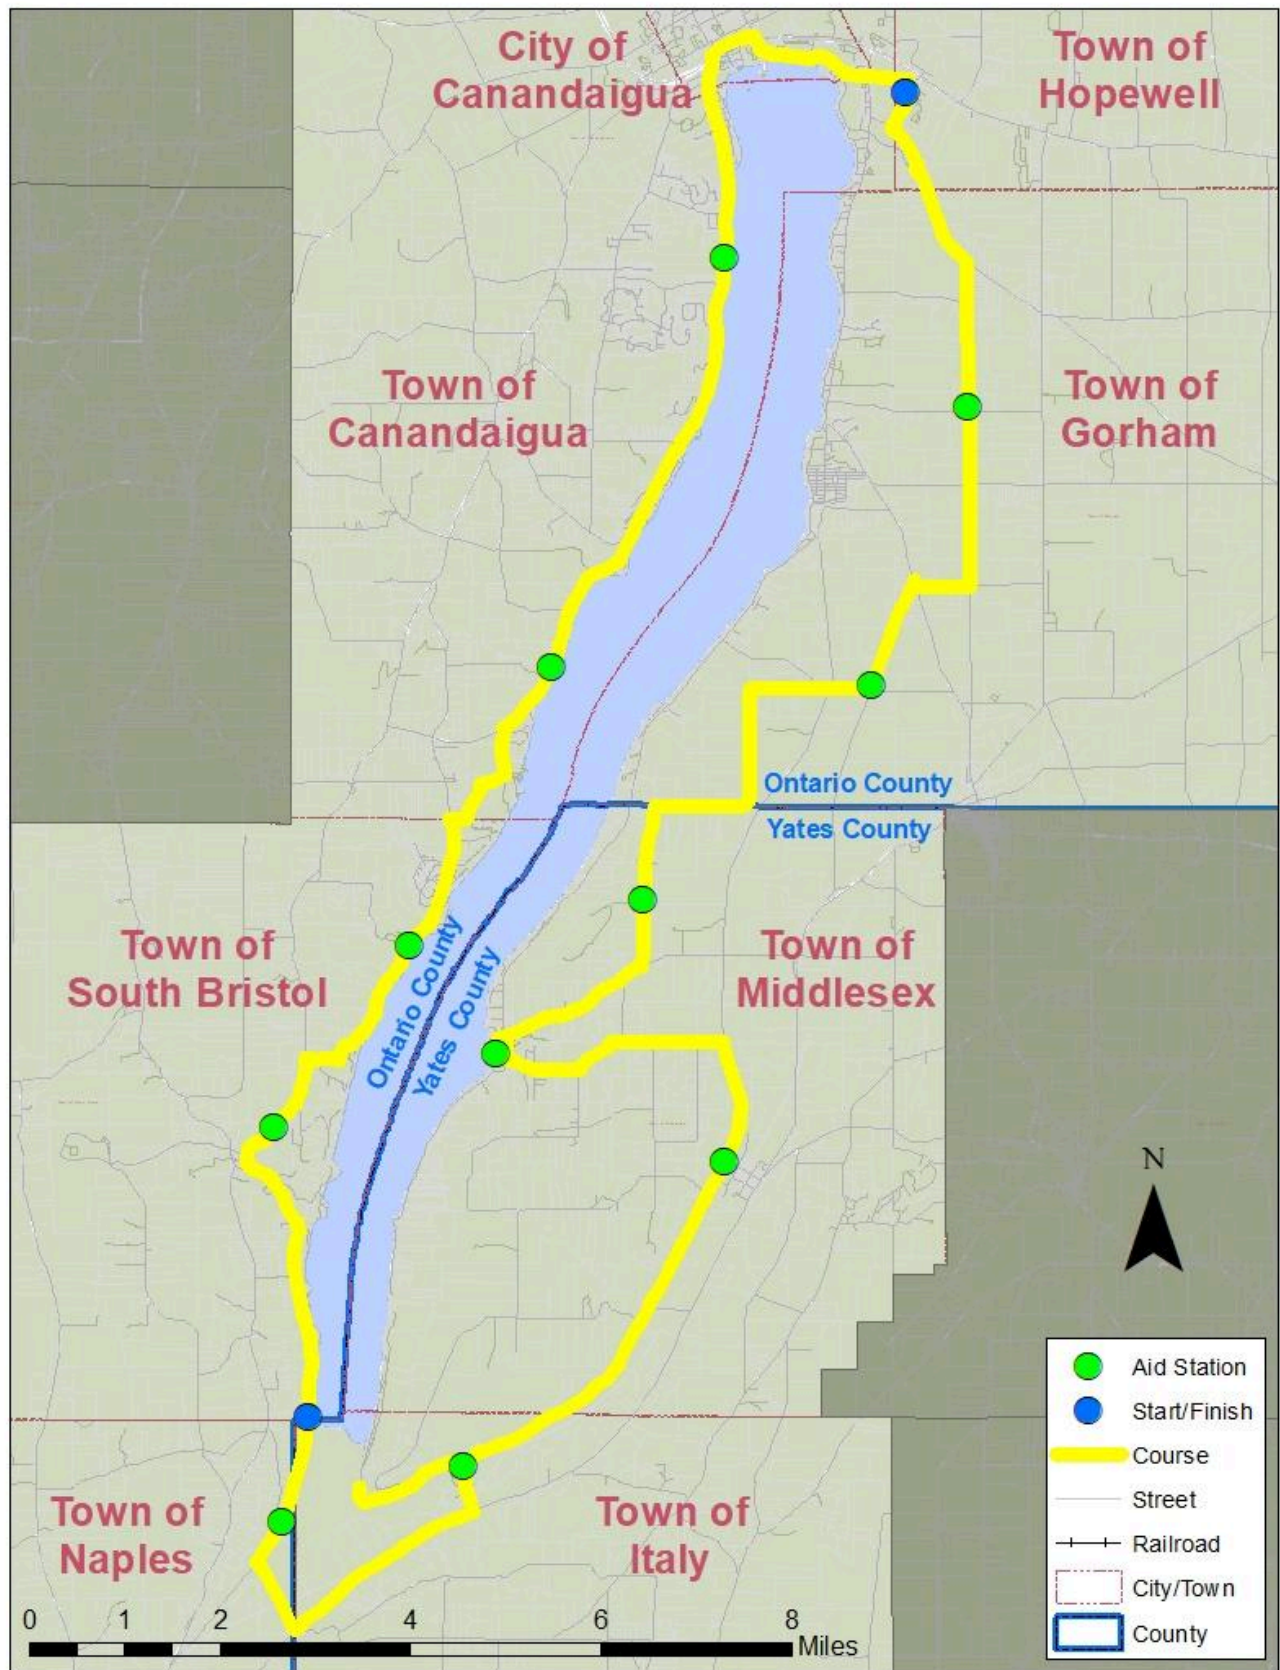 City of
Canandaigua
Town of
Hopewell
Town of
Canandaigua
Town of
Gorham
Ontario County
Yates County
Town of
South Bristol
Ontario County
Yates County
Town of
Middlesex
N
Town of
Naples
Town of
Italy
0 1 2 4 6 8
Miles
Aid Station
Start/Finish
Course
Street
Railroad
City/Town
County